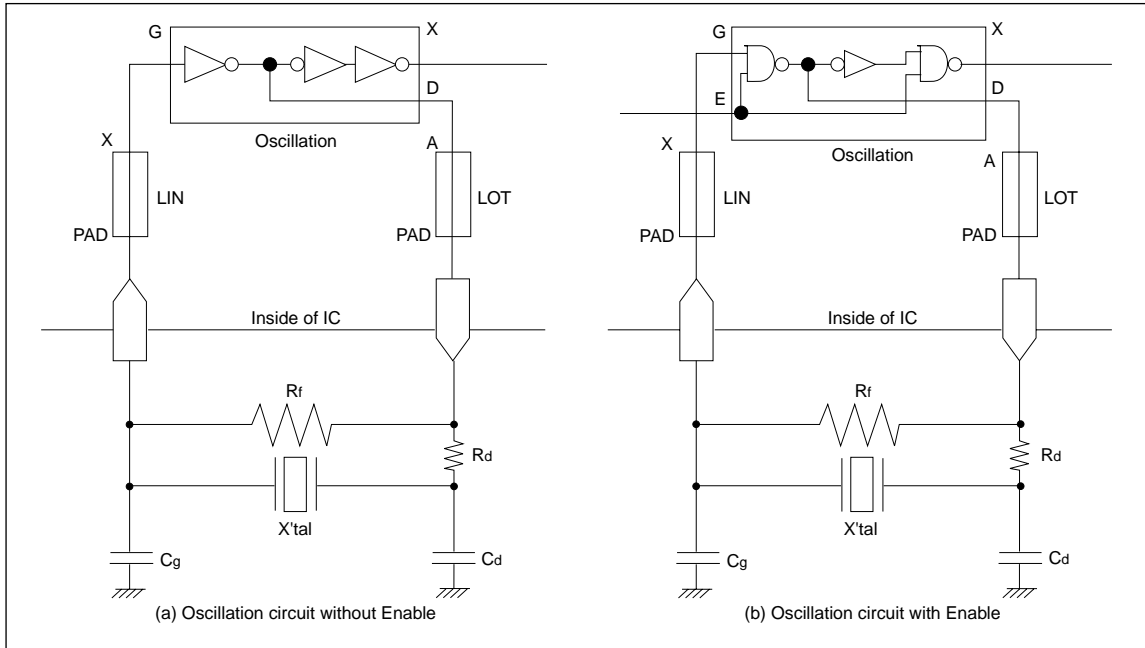 G
X
D
Oscillation
X
A
LIN
LOT
PAD
PAD
Inside of IC
Rf
Rd
X'tal
Cg
Cd
(a) Oscillation circuit without Enable
G
X
D
E
Oscillation
X
A
LIN
LOT
PAD
PAD
Inside of IC
Rf
Rd
X'tal
Cg
Cd
(b) Oscillation circuit with Enable